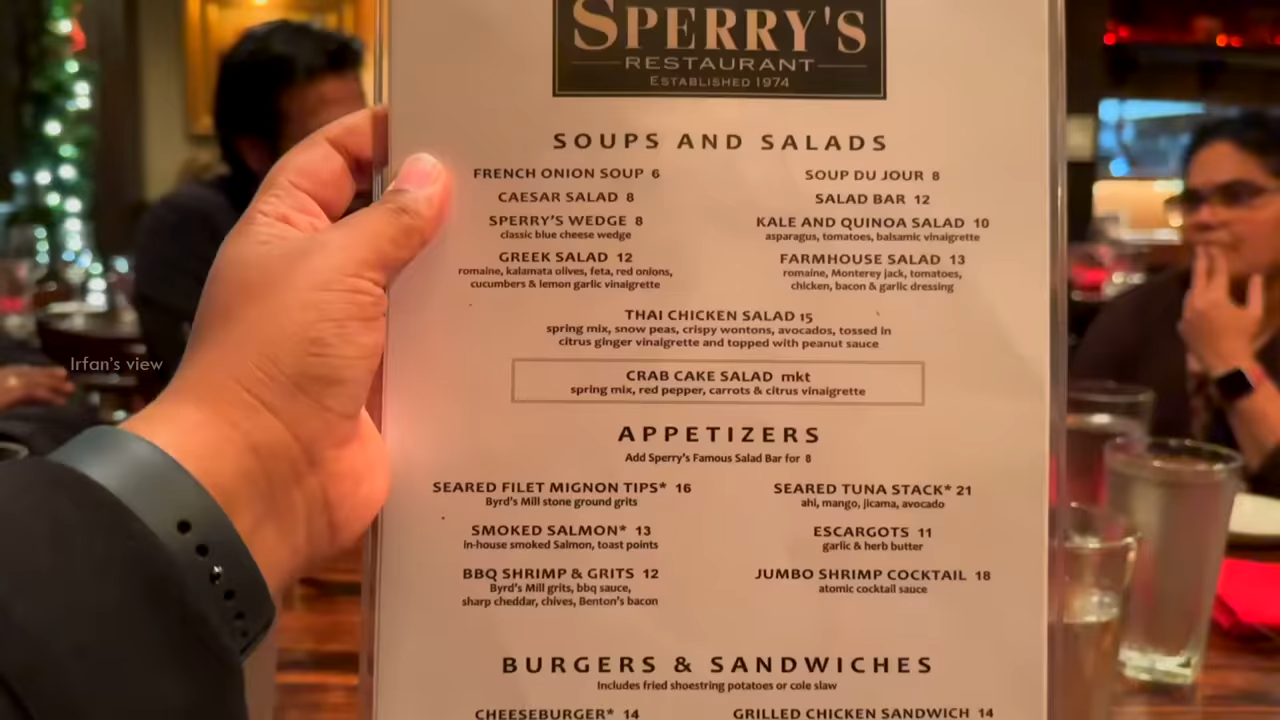 SPERRY'S
RESTAURANT
ESTABLISHED 1974
SOUPS AND SALADS
FRENCH ONION SOUP 6
CAESAR SALAD 8
SPERRY'S WEDGE 8
classic blue cheese wedge
GREEK SALAD 12
romaine, kalamata olives, feta, red onions,
cucumbers & lemon garlic vinaigrette
SOUP DU JOUR 8
SALAD BAR 12
KALE AND QUINOA SALAD 10
asparagus, tomatoes, balsamic vinaigrette
FARMHOUSE SALAD 13
romaine, Monterey jack, tomatoes,
chicken, bacon & garlic dressing
THAI CHICKEN SALAD 15
spring mix, snow peas, crispy wontons, avocados, tossed in
citrus ginger vinaigrette and topped with peanut sauce
CRAB CAKE SALAD mkt
spring mix, red pepper, carrots & citrus vinaigrette
APPETIZERS
Add Sperry's Famous Salad Bar for 8
SEARED FILET MIGNON TIPS* 16
Byrd's Mill stone ground grits
SMOKED SALMON* 13
in-house smoked Salmon, toast points
BBQ SHRIMP & GRITS 12
Byrd's Mill grits, bbq sauce,
sharp cheddar, chives, Benton's bacon
SEARED TUNA STACK* 21
ahi, mango, jicama, avocado
ESCARGOTS 11
garlic & herb butter
JUMBO SHRIMP COCKTAIL 18
atomic cocktail sauce
BURGERS & SANDWICHES
Includes fried shoestring potatoes or cole slaw
CHEESEBURGER* 14
GRILLED CHICKEN SANDWICH 14
Irfan's view